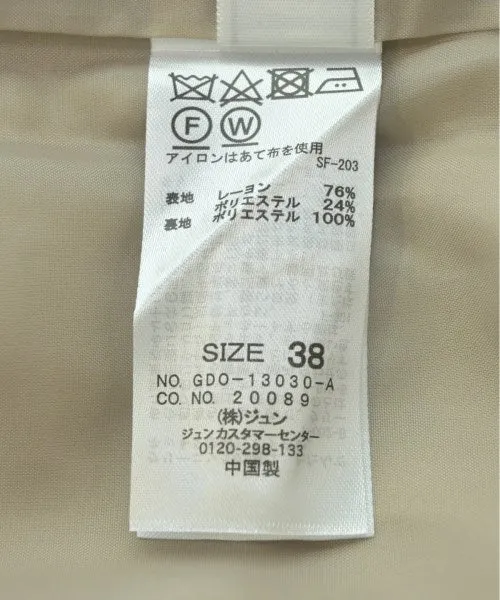 F W
アイロンはあて布を使用
SF-203
表地 レーヨン 76%
ポリエステル 24%
裏地 ポリエステル 100%
SIZE 38
NO. GDO-13030-A
CO. NO. 20089
(株)ジュン
ジュンカスタマーセンター
0120-298-133
中国製